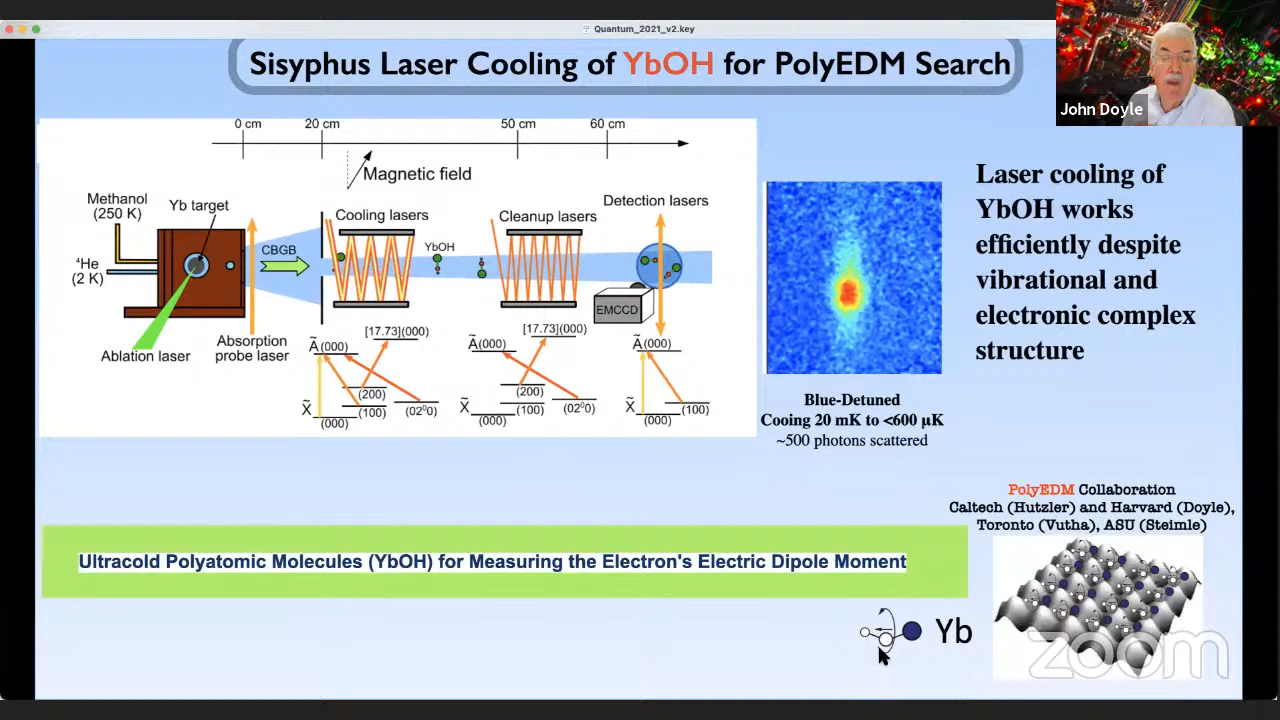 Quantum_2021_v2.key
Sisyphus Laser Cooling of YbOH for PolyEDM Search
John Doyle
0 cm
20 cm
50 cm
60 cm
Magnetic field
Methanol
(250 K)
Yb target
⁴He
(2 K)
CBGB
Cooling lasers
YbOH
Cleanup lasers
Detection lasers
EMCCD
Ablation laser
Absorption
probe laser
Ã(000)
[17.73](000)
(200)
(100)
(02⁰0)
X̃
(000)
Ã(000)
[17.73](000)
(200)
(100)
(02⁰0)
X̃
(000)
Ã(000)
X̃
(100)
(000)
Blue-Detuned
Cooing 20 mK to <600 µK
~500 photons scattered
Laser cooling of
YbOH works
efficiently despite
vibrational and
electronic complex
structure
PolyEDM Collaboration
Caltech (Hutzler) and Harvard (Doyle),
Toronto (Vutha), ASU (Steimle)
Ultracold Polyatomic Molecules (YbOH) for Measuring the Electron's Electric Dipole Moment
Yb
zoom